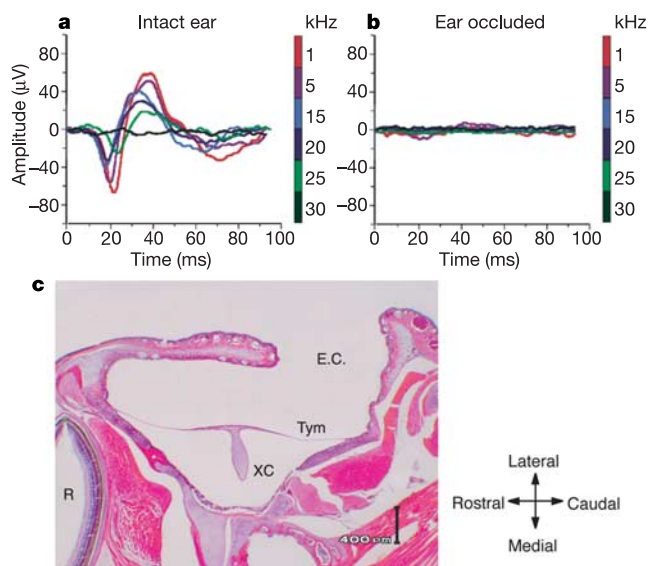 a Intact ear kHz
b Ear occluded kHz
Amplitude (μV)
80
40
0
−40
−80
0 20 40 60 80 100
Time (ms)
1
5
15
20
25
30
80
40
0
−40
−80
0 20 40 60 80 100
Time (ms)
1
5
15
20
25
30
c
E.C.
Tym
XC
R
400 μm
Lateral
Rostral Caudal
Medial